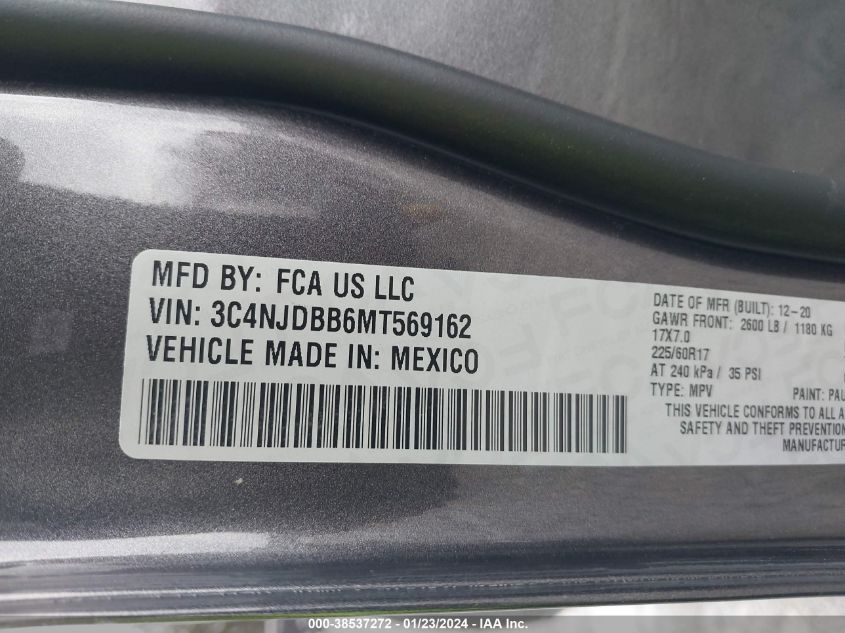 MFD BY: FCA US LLC
VIN: 3C4NJDBB6MT569162
VEHICLE MADE IN: MEXICO
DATE OF MFR (BUILT): 12-20
GAWR FRONT: 2600 LB / 1180 KG
17X7.0
225/60R17
AT 240 kPa / 35 PSI
TYPE: MPV PAINT: PAU
THIS VEHICLE CONFORMS TO ALL A
SAFETY AND THEFT PREVENTION
MANUFACTUR
000-38537272 - 01/23/2024 - IAA Inc.